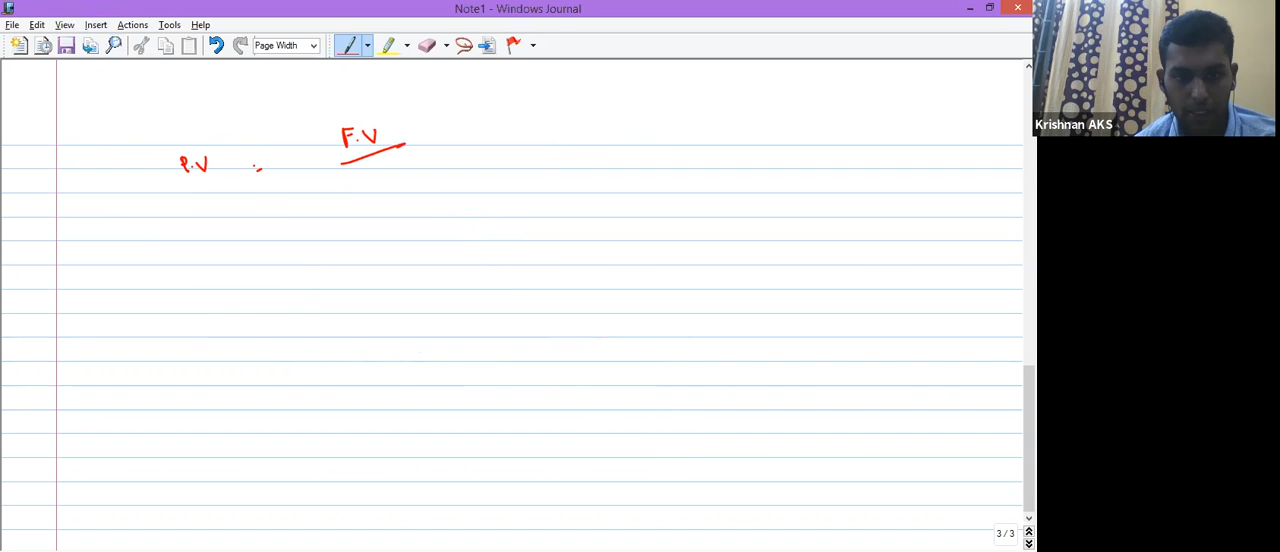 Note1 - Windows Journal
File Edit View Insert Actions Tools Help
Page Width
F.V
P.V =
Krishnan AKS
3 / 3